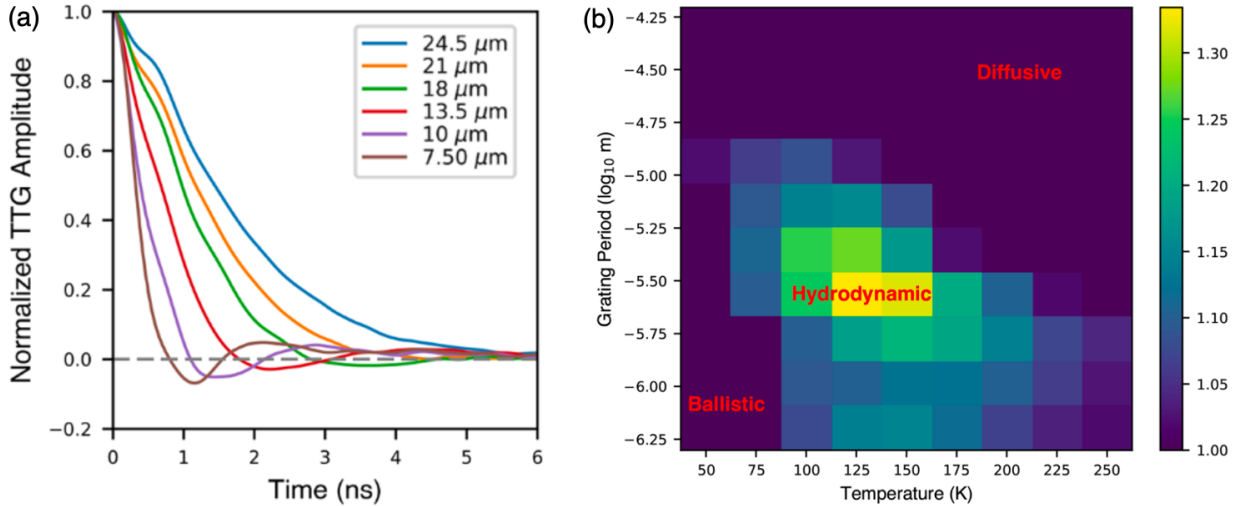 (a)
Normalized TTG Amplitude
1.0
0.8
0.6
0.4
0.2
0.0
−0.2
24.5 μm
21 μm
18 μm
13.5 μm
10 μm
7.50 μm
0 1 2 3 4 5 6
Time (ns)
(b)
Grating Period (log₁₀ m)
−4.25
−4.50
−4.75
−5.00
−5.25
−5.50
−5.75
−6.00
−6.25
Diffusive
Hydrodynamic
Ballistic
50 75 100 125 150 175 200 225 250
Temperature (K)
1.30
1.25
1.20
1.15
1.10
1.05
1.00